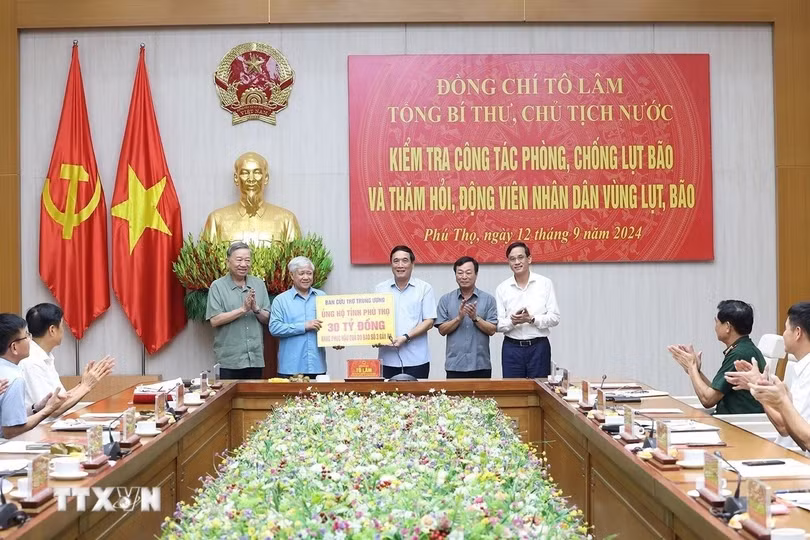 ĐỒNG CHÍ TÔ LÂM
TỔNG BÍ THƯ, CHỦ TỊCH NƯỚC
KIỂM TRA CÔNG TÁC PHÒNG, CHỐNG LỤT BÃO
VÀ THĂM HỎI, ĐỘNG VIÊN NHÂN DÂN VÙNG LỤT, BÃO
Phú Thọ, ngày 12 tháng 9 năm 2024
BAN CỨU TRỢ TRUNG ƯƠNG
ỦNG HỘ TỈNH PHÚ THỌ
30 TỶ ĐỒNG
TÔ LÂM
TTXVN